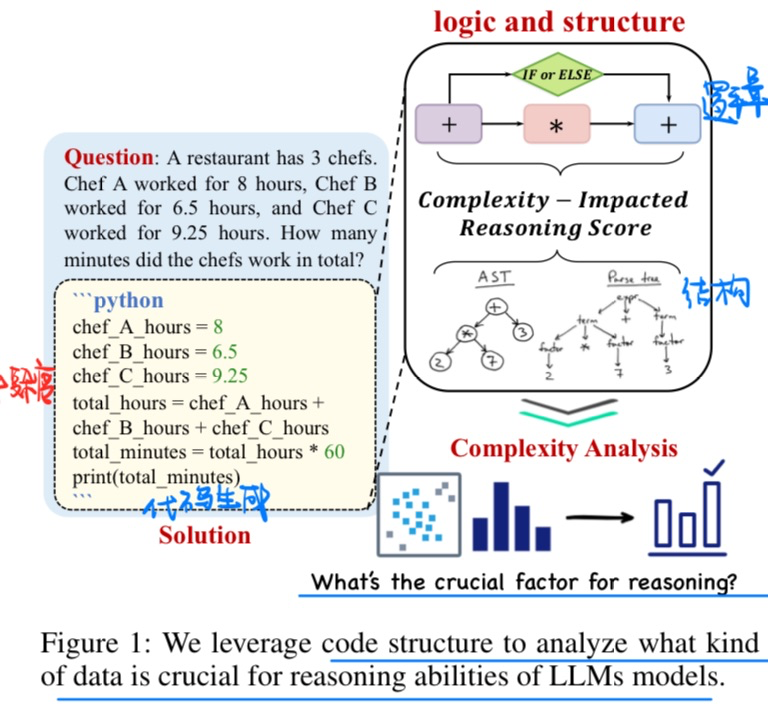 logic and structure
IF or ELSE
+ * +
Complexity – Impacted
Reasoning Score
AST
+
*
3
2
7
Parse tree
expr
term + term
factor * factor factor
2
7
3
结构
Question: A restaurant has 3 chefs.
Chef A worked for 8 hours, Chef B
worked for 6.5 hours, and Chef C
worked for 9.25 hours. How many
minutes did the chefs work in total?
```python
chef_A_hours = 8
chef_B_hours = 6.5
chef_C_hours = 9.25
total_hours = chef_A_hours +
chef_B_hours + chef_C_hours
total_minutes = total_hours * 60
print(total_minutes)
```
代码生成
Solution
Complexity Analysis
What's the crucial factor for reasoning?
Figure 1: We leverage code structure to analyze what kind
of data is crucial for reasoning abilities of LLMs models.